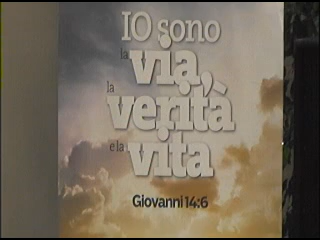 IO sono
la via,
la verità
e la vita
Giovanni 14:6